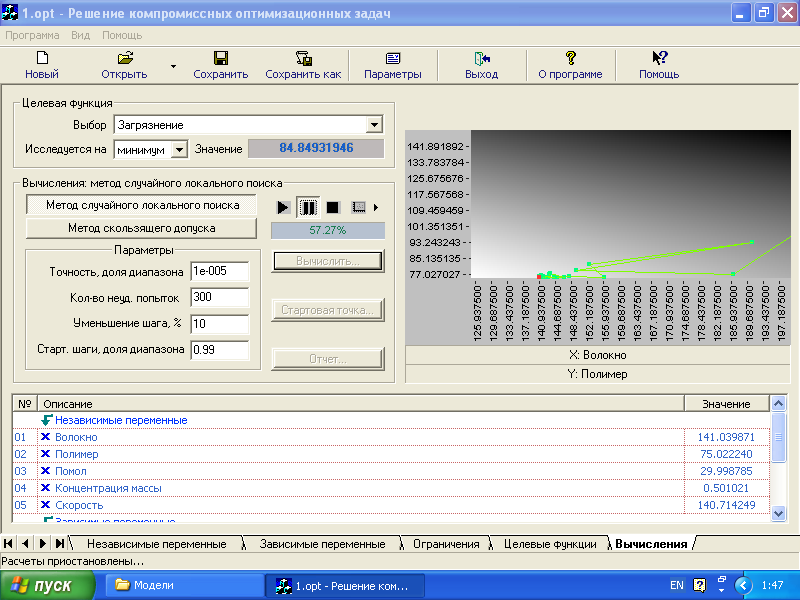 1.opt - Решение компромиссных оптимизационных задач
Программа Вид Помощь
Новый Открыть Сохранить Сохранить как Параметры Выход О программе Помощь
Целевая функция
Выбор Загрязнение
Исследуется на минимум Значение 84.84931946
Вычисления: метод случайного локального поиска
Метод случайного локального поиска
Метод скользящего допуска
57.27%
Параметры
Точность, доля диапазона 1e-005
Кол-во неуд. попыток 300
Уменьшение шага, % 10
Старт. шаги, доля диапазона 0.99
Вычислить...
Стартовая точка...
Отчет...
141.891892
133.783784
125.675676
117.567568
109.459459
101.351351
93.243243
85.135135
77.027027
125.937500 129.687500 133.437500 137.187500 140.937500 144.687500 148.437500 152.187500 155.937500 159.687500 163.437500 167.187500 170.937500 174.687500 178.437500 182.187500 185.937500 189.687500 193.437500 197.187500
X: Волокно
Y: Полимер
№ Описание Значение
Независимые переменные
01 Волокно 141.039871
02 Полимер 75.022240
03 Помол 29.998785
04 Концентрация массы 0.501021
05 Скорость 140.714249
Зависимые переменные
Независимые переменные Зависимые переменные Ограничения Целевые функции Вычисления
Расчеты приостановлены...
пуск Модели 1.opt - Решение ком... EN 1:47